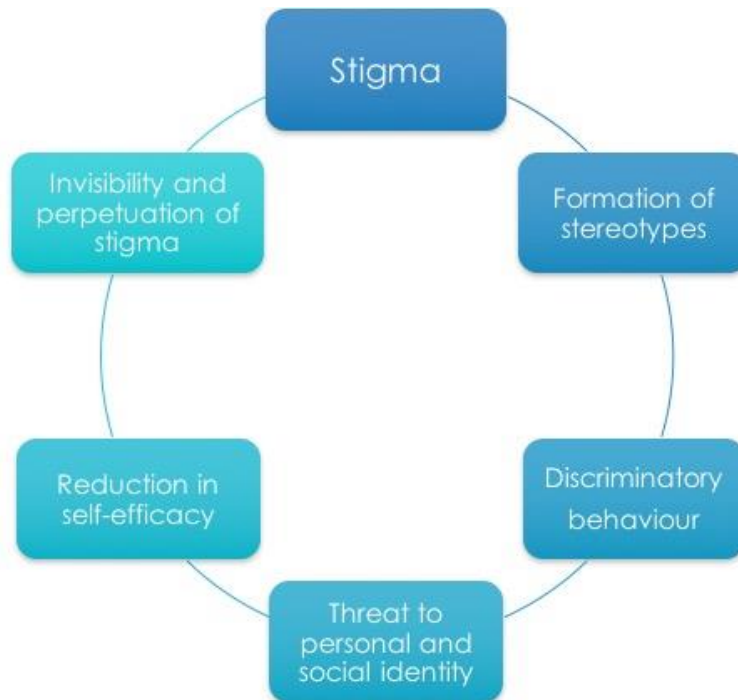 Stigma
Formation of
stereotypes
Discriminatory
behaviour
Threat to
personal and
social identity
Reduction in
self-efficacy
Invisibility and
perpetuation of
stigma